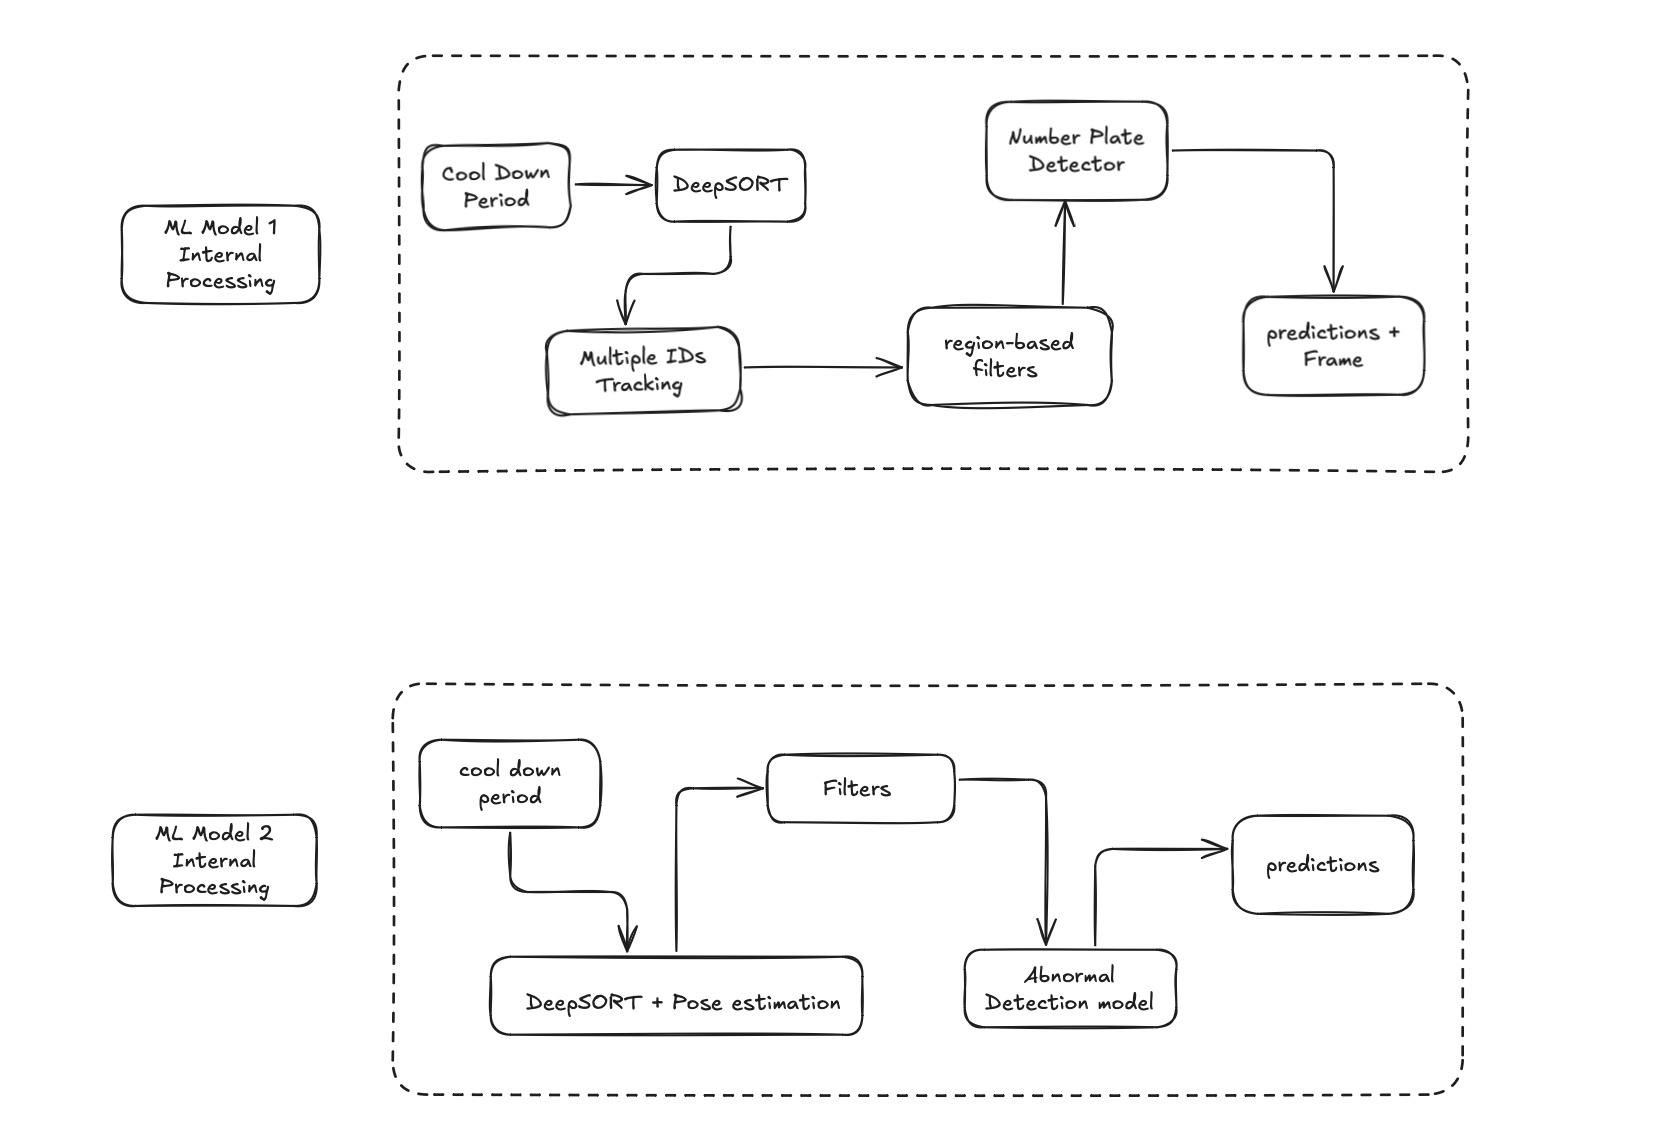 ML Model 1
Internal
Processing
Cool Down
Period
DeepSORT
Multiple IDs
Tracking
region-based
filters
Number Plate
Detector
predictions +
Frame
ML Model 2
Internal
Processing
cool down
period
DeepSORT + Pose estimation
Filters
Abnormal
Detection model
predictions